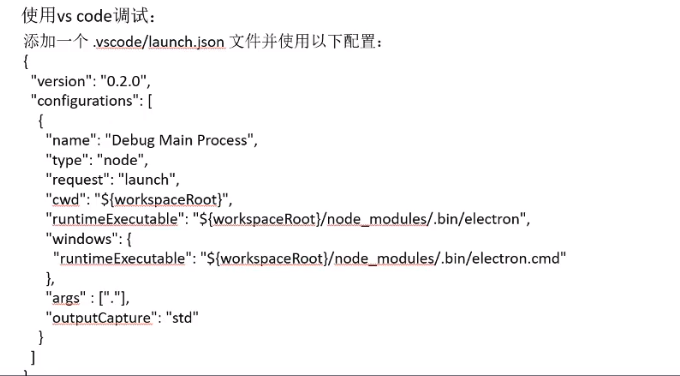 使用vs code调试：
添加一个 .vscode/launch.json 文件并使用以下配置：
{
"version": "0.2.0",
"configurations": [
{
"name": "Debug Main Process",
"type": "node",
"request": "launch",
"cwd": "${workspaceRoot}",
"runtimeExecutable": "${workspaceRoot}/node_modules/.bin/electron",
"windows": {
"runtimeExecutable": "${workspaceRoot}/node_modules/.bin/electron.cmd"
},
"args" : ["."],
"outputCapture": "std"
}
]